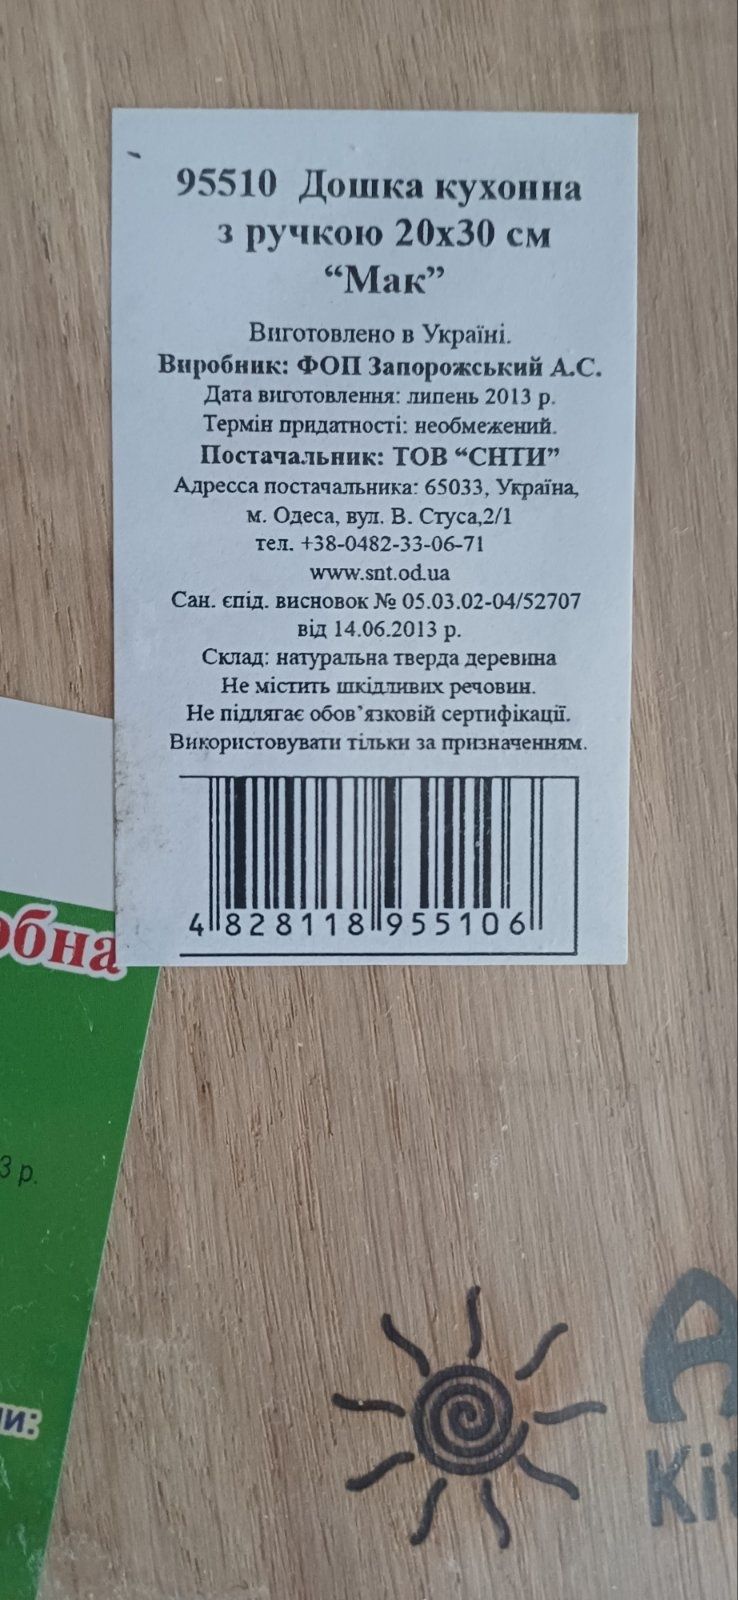 95510 Дошка кухонна
з ручкою 20х30 см
“Мак”
Виготовлено в Україні.
Виробник: ФОП Запорожський А.С.
Дата виготовлення: липень 2013 р.
Термін придатності: необмежений.
Постачальник: ТОВ “СНТИ”
Адресса постачальника: 65033, Україна,
м. Одеса, вул. В. Стуса,2/1
тел. +38-0482-33-06-71
www.snt.od.ua
Сан. єпід. висновок № 05.03.02-04/52707
від 14.06.2013 р.
Склад: натуральна тверда деревина
Не містить шкідливих речовин.
Не підлягає обов’язковій сертифікації.
Використовувати тільки за призначенням.
4 828118 955106
3 р.